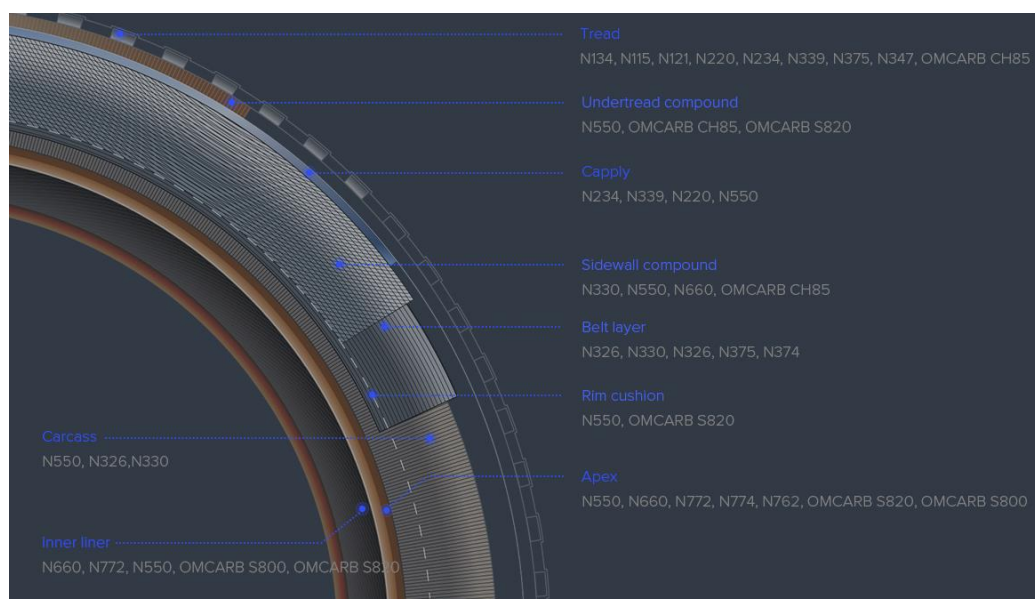 Tread
N134, N115, N121, N220, N234, N339, N375, N347, OMCARB CH85
Undertread compound
N550, OMCARB CH85, OMCARB S820
Capply
N234, N339, N220, N550
Sidewall compound
N330, N550, N660, OMCARB CH85
Belt layer
N326, N330, N326, N375, N374
Rim cushion
N550, OMCARB S820
Carcass
N550, N326,N330
Apex
N550, N660, N772, N774, N762, OMCARB S820, OMCARB S800
Inner liner
N660, N772, N550, OMCARB S800, OMCARB S820